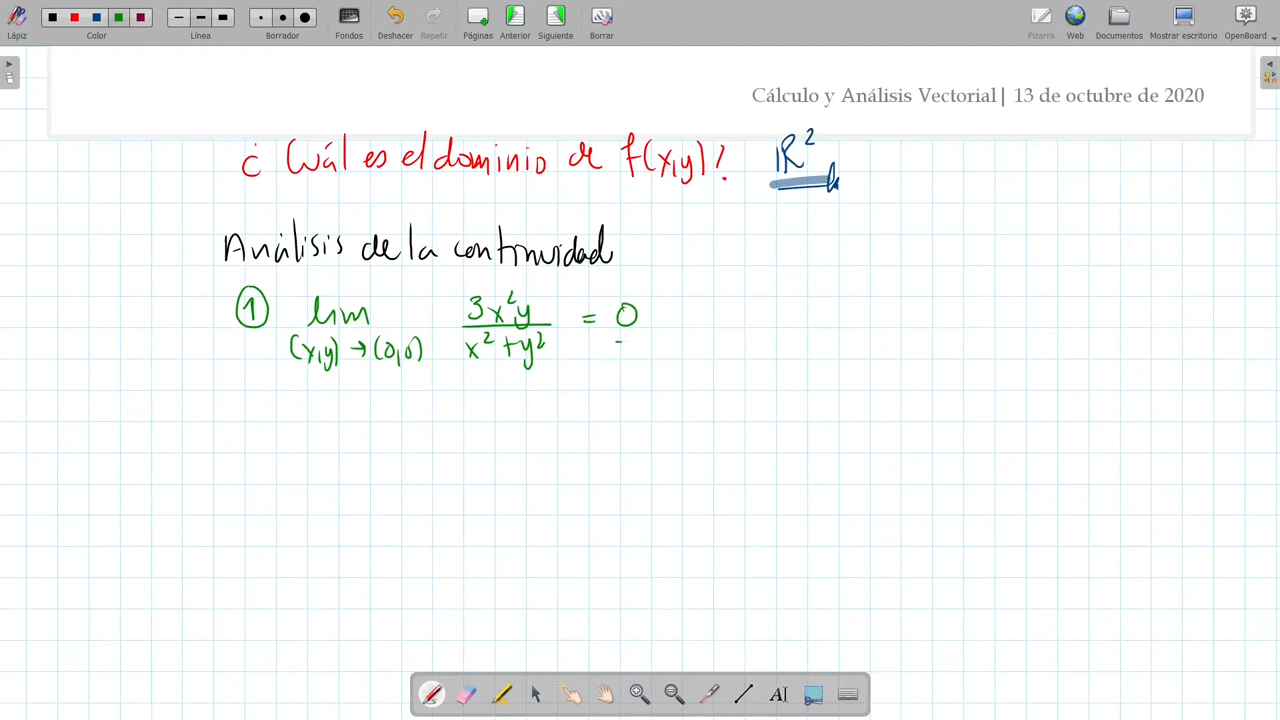 Lápiz Color Línea Borrador Fondos Deshacer Repetir Páginas Anterior Siguiente Borrar Pizarra Web Documentos Mostrar escritorio OpenBoard
Cálculo y Análisis Vectorial| 13 de octubre de 2020
¿ Cuál es el dominio de f(x,y)? ℝ²
Análisis de la continuidad
① lim 3x²y = 0
(x,y)→(0,0) x²+y²